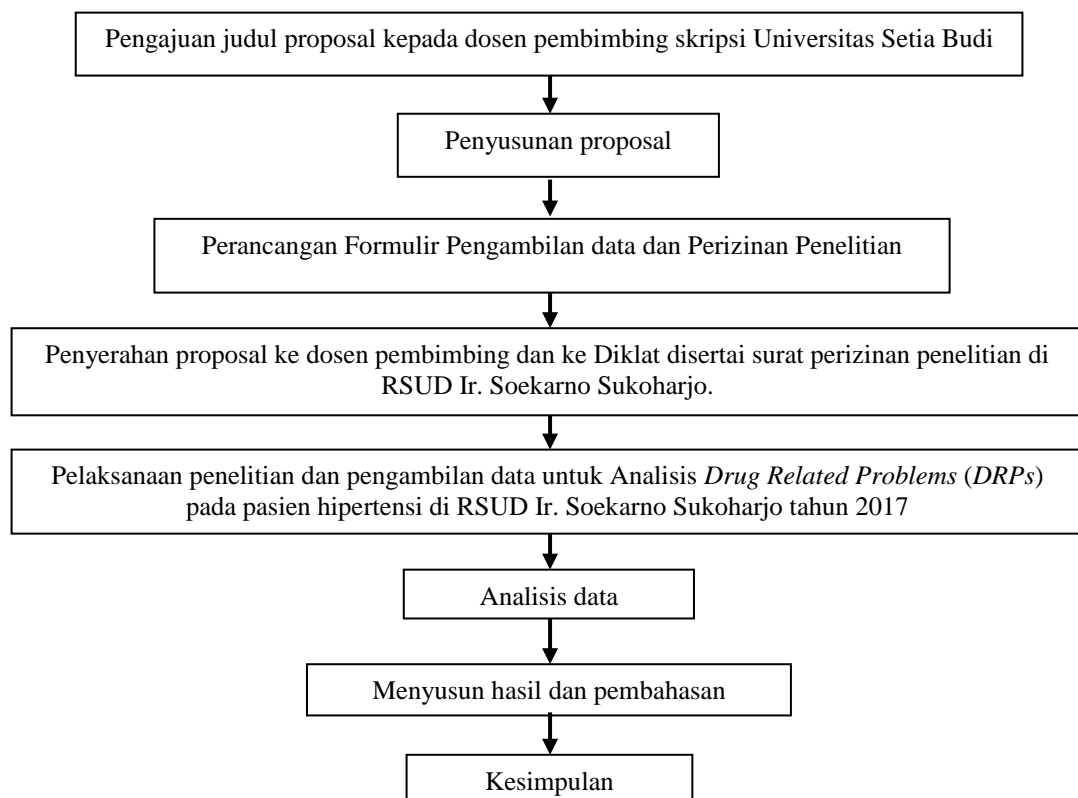 Pengajuan judul proposal kepada dosen pembimbing skripsi Universitas Setia Budi
Penyusunan proposal
Perancangan Formulir Pengambilan data dan Perizinan Penelitian
Penyerahan proposal ke dosen pembimbing dan ke Diklat disertai surat perizinan penelitian di
RSUD Ir. Soekarno Sukoharjo.
Pelaksanaan penelitian dan pengambilan data untuk Analisis Drug Related Problems (DRPs)
pada pasien hipertensi di RSUD Ir. Soekarno Sukoharjo tahun 2017
Analisis data
Menyusun hasil dan pembahasan
Kesimpulan